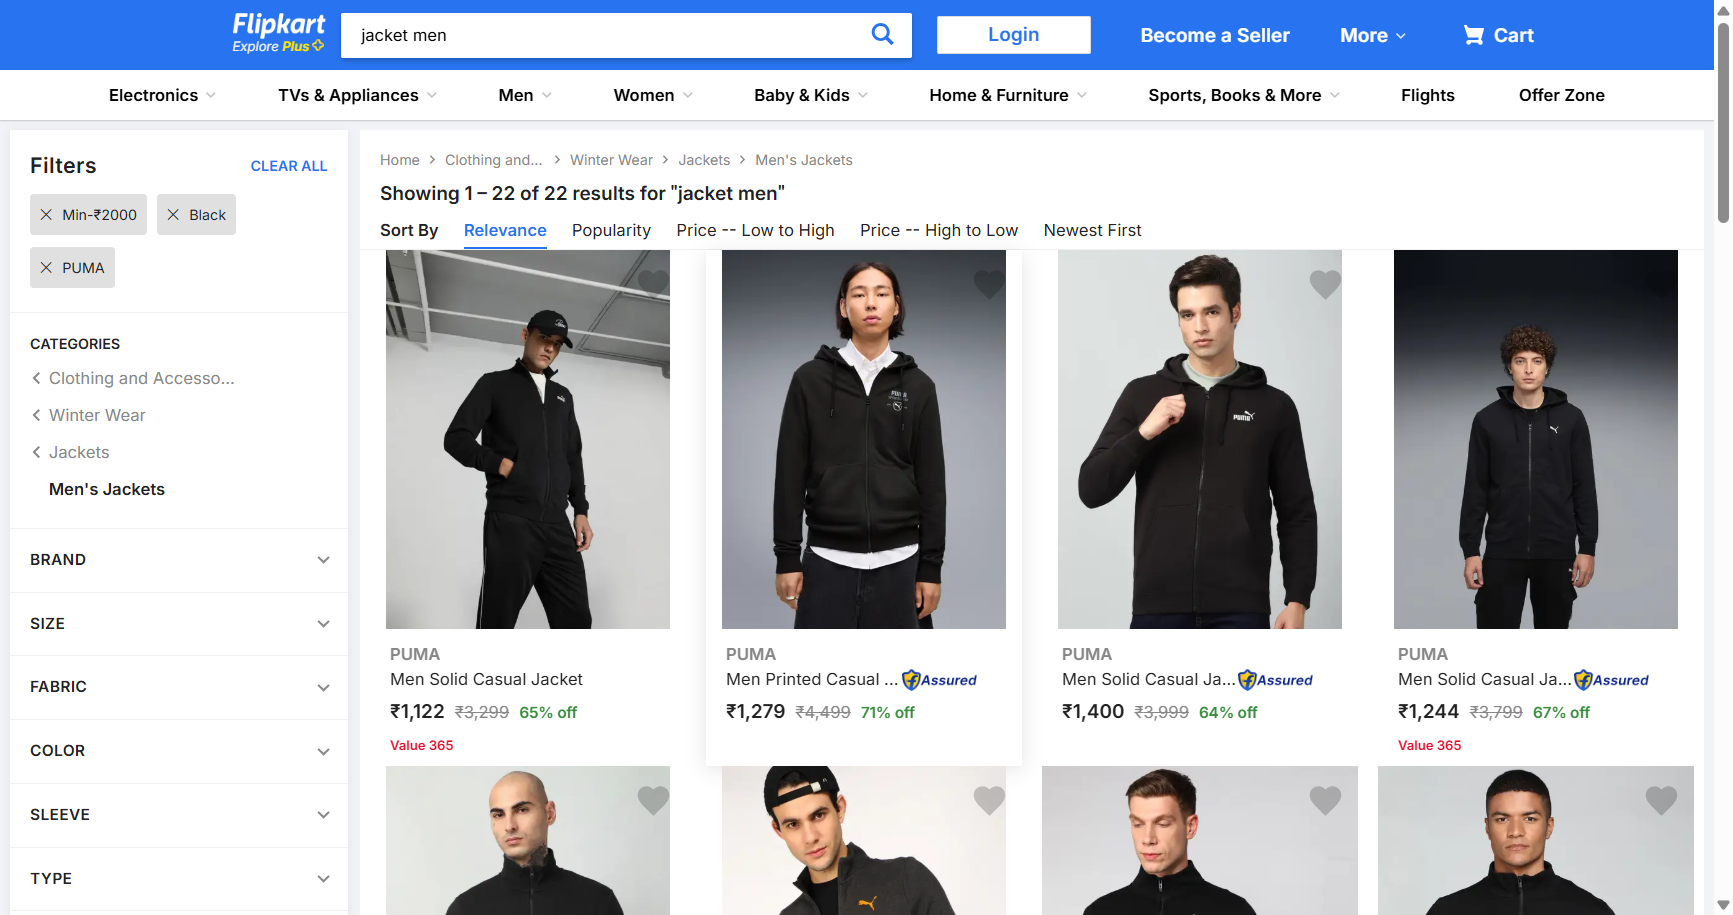 Flipkart
Explore Plus
jacket men
Login
Become a Seller
More
Cart
Electronics
TVs & Appliances
Men
Women
Baby & Kids
Home & Furniture
Sports, Books & More
Flights
Offer Zone
Filters
CLEAR ALL
Min-₹2000
Black
PUMA
CATEGORIES
Clothing and Accesso...
Winter Wear
Jackets
Men's Jackets
BRAND
SIZE
FABRIC
COLOR
SLEEVE
TYPE
Home
Clothing and...
Winter Wear
Jackets
Men's Jackets
Showing 1 – 22 of 22 results for "jacket men"
Sort By
Relevance
Popularity
Price -- Low to High
Price -- High to Low
Newest First
PUMA
PUMA
Men Solid Casual Jacket
₹1,122 ₹3,299 65% off
Value 365
PUMA
Men Printed Casual ... Assured
₹1,279 ₹4,499 71% off
PUMA
Men Solid Casual Ja... Assured
₹1,400 ₹3,999 64% off
PUMA
Men Solid Casual Ja... Assured
₹1,244 ₹3,799 67% off
Value 365